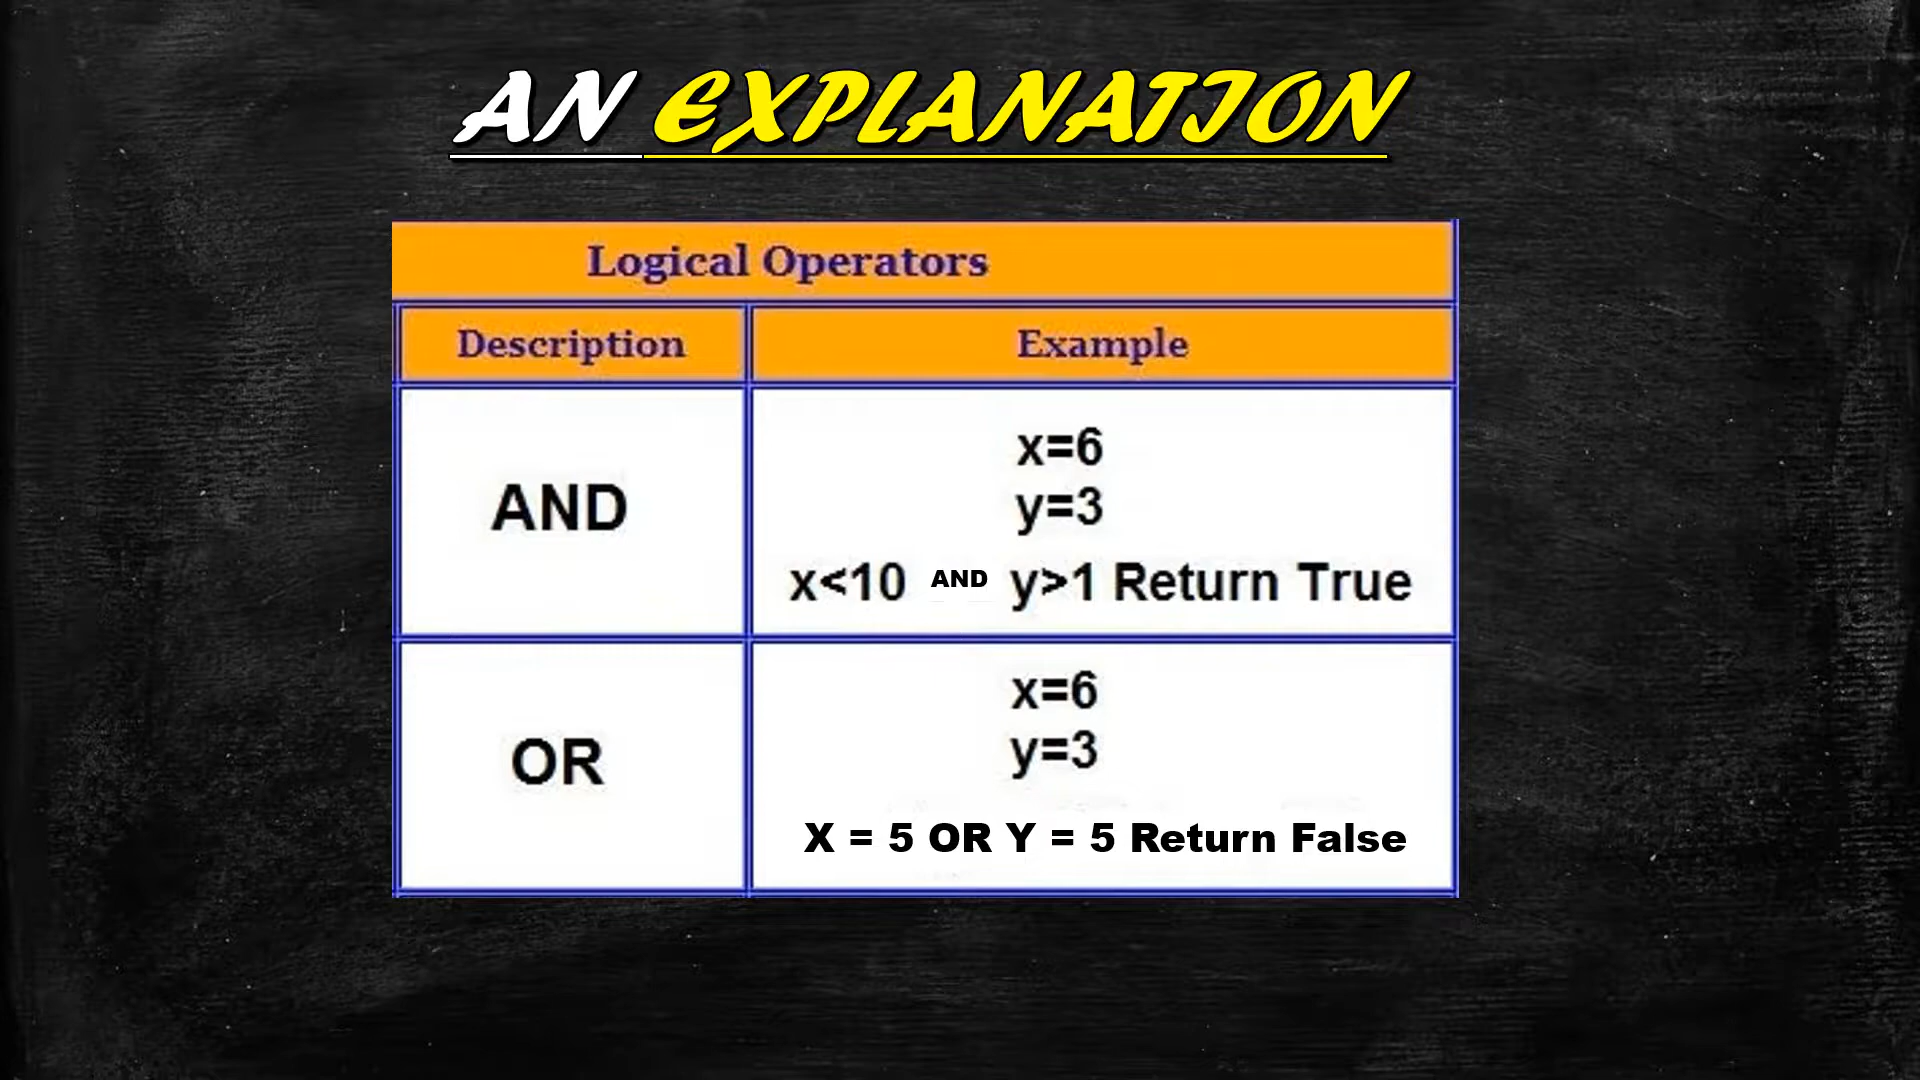 AN EXPLANATION
Logical Operators
Description
Example
AND
x=6
y=3
x<10 AND y>1 Return True
OR
x=6
y=3
X = 5 OR Y = 5 Return False